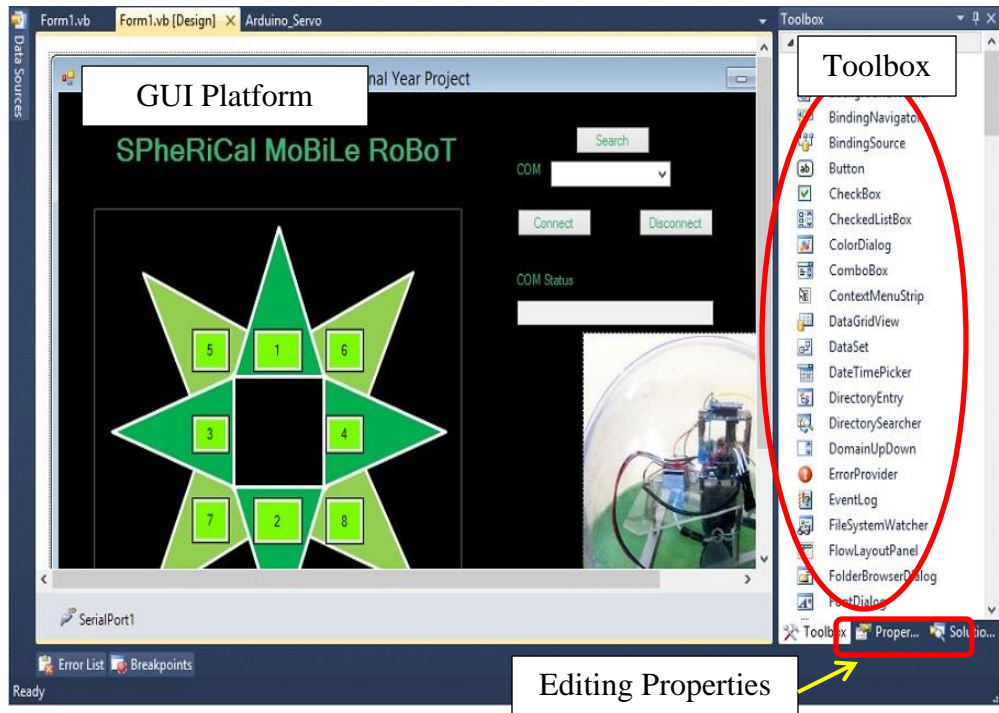 Form1.vb
Form1.vb [Design]
Arduino_Servo
Data Sources
GUI Platform
nal Year Project
SPheRiCal MoBiLe RoBoT
Search
COM
Connect
Disconnect
COM Status
5
1
6
3
4
7
2
8
SerialPort1
Toolbox
Toolbox
BindingNavigator
BindingSource
Button
CheckBox
CheckedListBox
ColorDialog
ComboBox
ContextMenuStrip
DataGridView
DataSet
DateTimePicker
DirectoryEntry
DirectorySearcher
DomainUpDown
ErrorProvider
EventLog
FileSystemWatcher
FlowLayoutPanel
FolderBrowserDialog
FontDialog
Toolbox
Proper...
Solutio...
Error List
Breakpoints
Editing Properties
Ready